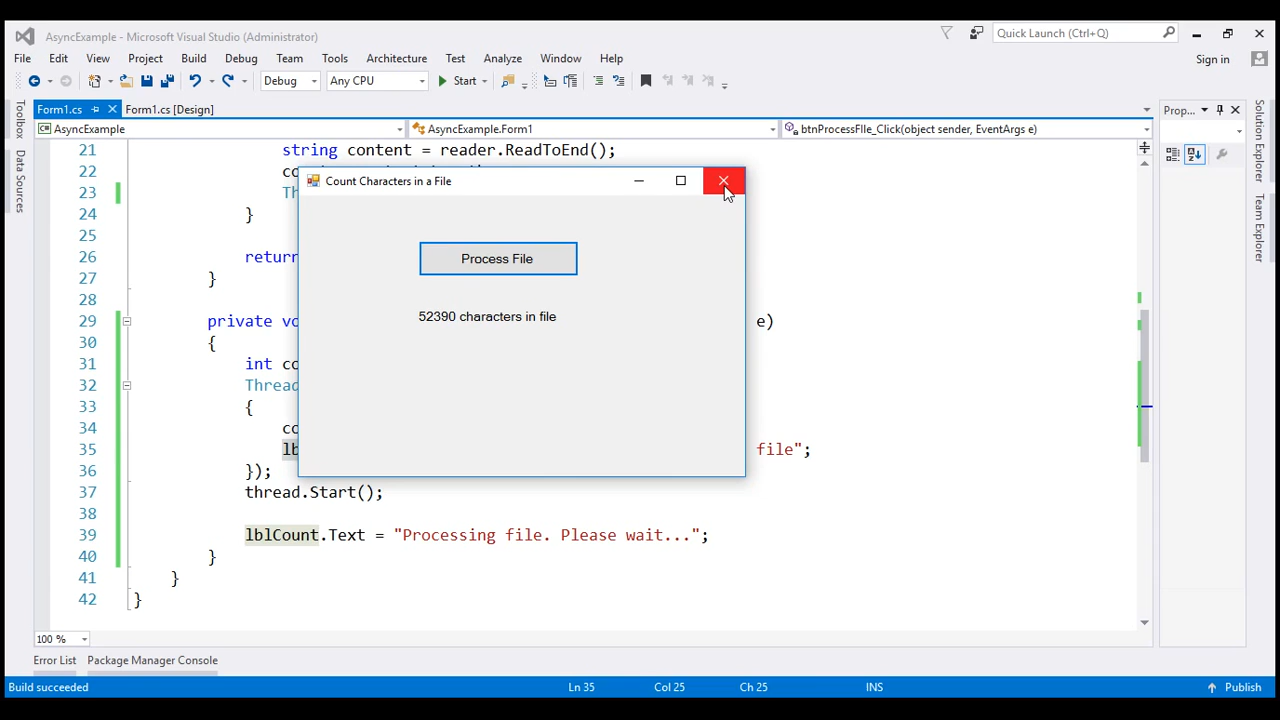 AsyncExample - Microsoft Visual Studio (Administrator)
Quick Launch (Ctrl+Q)
File Edit View Project Build Debug Team Tools Architecture Test Analyze Window Help
Sign in
Debug Any CPU Start
Form1.cs Form1.cs [Design]
Prop...
AsyncExample AsyncExample.Form1 btnProcessFIle_Click(object sender, EventArgs e)
Toolbox
Data Sources
Solution Explorer
Team Explorer
21 string content = reader.ReadToEnd();
22 co
23 Th
24 }
25
26 return
27 }
28
29 private vo e)
30 {
31 int co
32 Thread
33 {
34 co
35 lb file";
36 });
37 thread.Start();
38
39 lblCount.Text = "Processing file. Please wait...";
40 }
41 }
42 }
Count Characters in a File
Process File
52390 characters in file
100 %
Error List Package Manager Console
Build succeeded Ln 35 Col 25 Ch 25 INS Publish